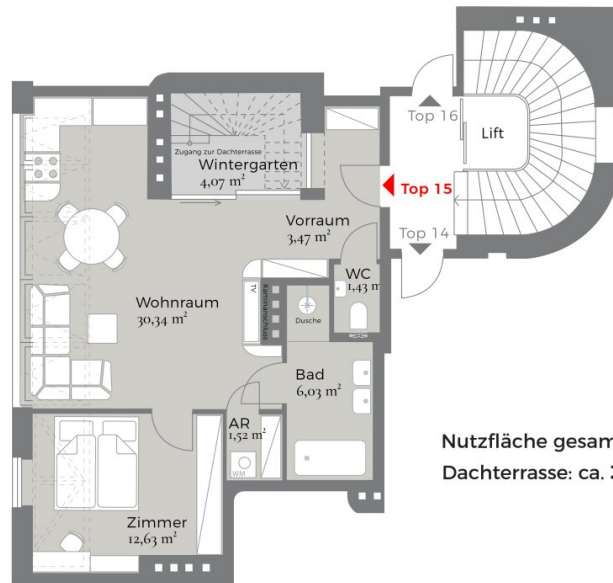 Top 16
Lift
Zugang zur Dachterrasse
Wintergarten
4,07 m²
Top 15
Vorraum
3,47 m²
Top 14
WC
1,43 m
Wohnraum
30,34 m²
TV
Kaminanschluss
Dusche
Bad
6,03 m²
AR
1,52 m²
WM
Zimmer
12,63 m²
Nutzfläche gesam
Dachterrasse: ca.